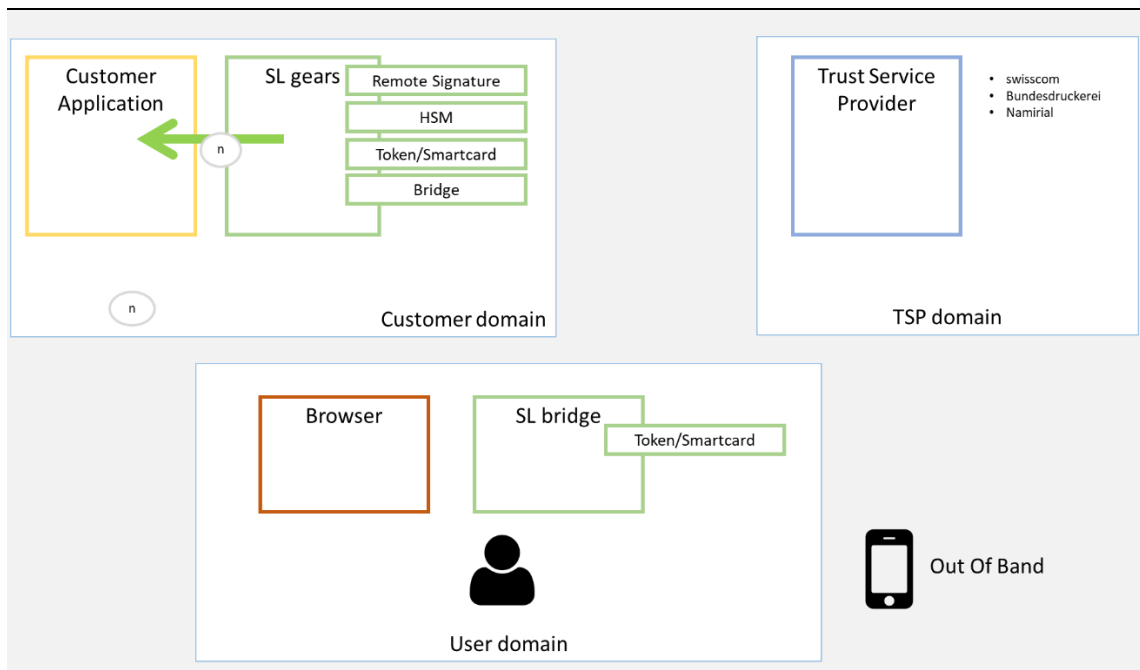 Customer
Application
SL gears
Remote Signature
HSM
Token/Smartcard
Bridge
n
n
Customer domain
Trust Service
Provider
• swisscom
• Bundesdruckerei
• Namirial
TSP domain
Browser
SL bridge
Token/Smartcard
User domain
Out Of Band